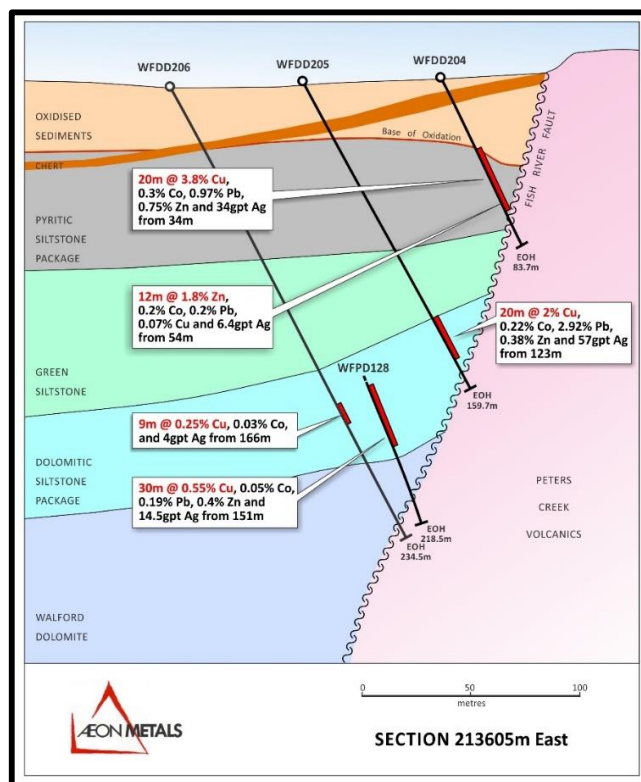 WFDD206
WFDD205
WFDD204
OXIDISED
SEDIMENTS
Base of Oxidation
FISH RIVER FAULT
CHERT
20m @ 3.8% Cu,
0.3% Co, 0.97% Pb,
0.75% Zn and 34gpt Ag
from 34m
PYRITIC
SILTSTONE
PACKAGE
EOH
83.7m
12m @ 1.8% Zn,
0.2% Co, 0.2% Pb,
0.07% Cu and 6.4gpt Ag
from 54m
20m @ 2% Cu,
0.22% Co, 2.92% Pb,
0.38% Zn and 57gpt Ag
from 123m
GREEN
SILTSTONE
WFPD128
EOH
159.7m
9m @ 0.25% Cu, 0.03% Co,
and 4gpt Ag from 166m
DOLOMITIC
SILTSTONE
PACKAGE
30m @ 0.55% Cu, 0.05% Co,
0.19% Pb, 0.4% Zn and
14.5gpt Ag from 151m
PETERS
CREEK
VOLCANICS
EOH
218.5m
EOH
234.5m
WALFORD
DOLOMITE
0 50 100
metres
AEON METALS
SECTION 213605m East